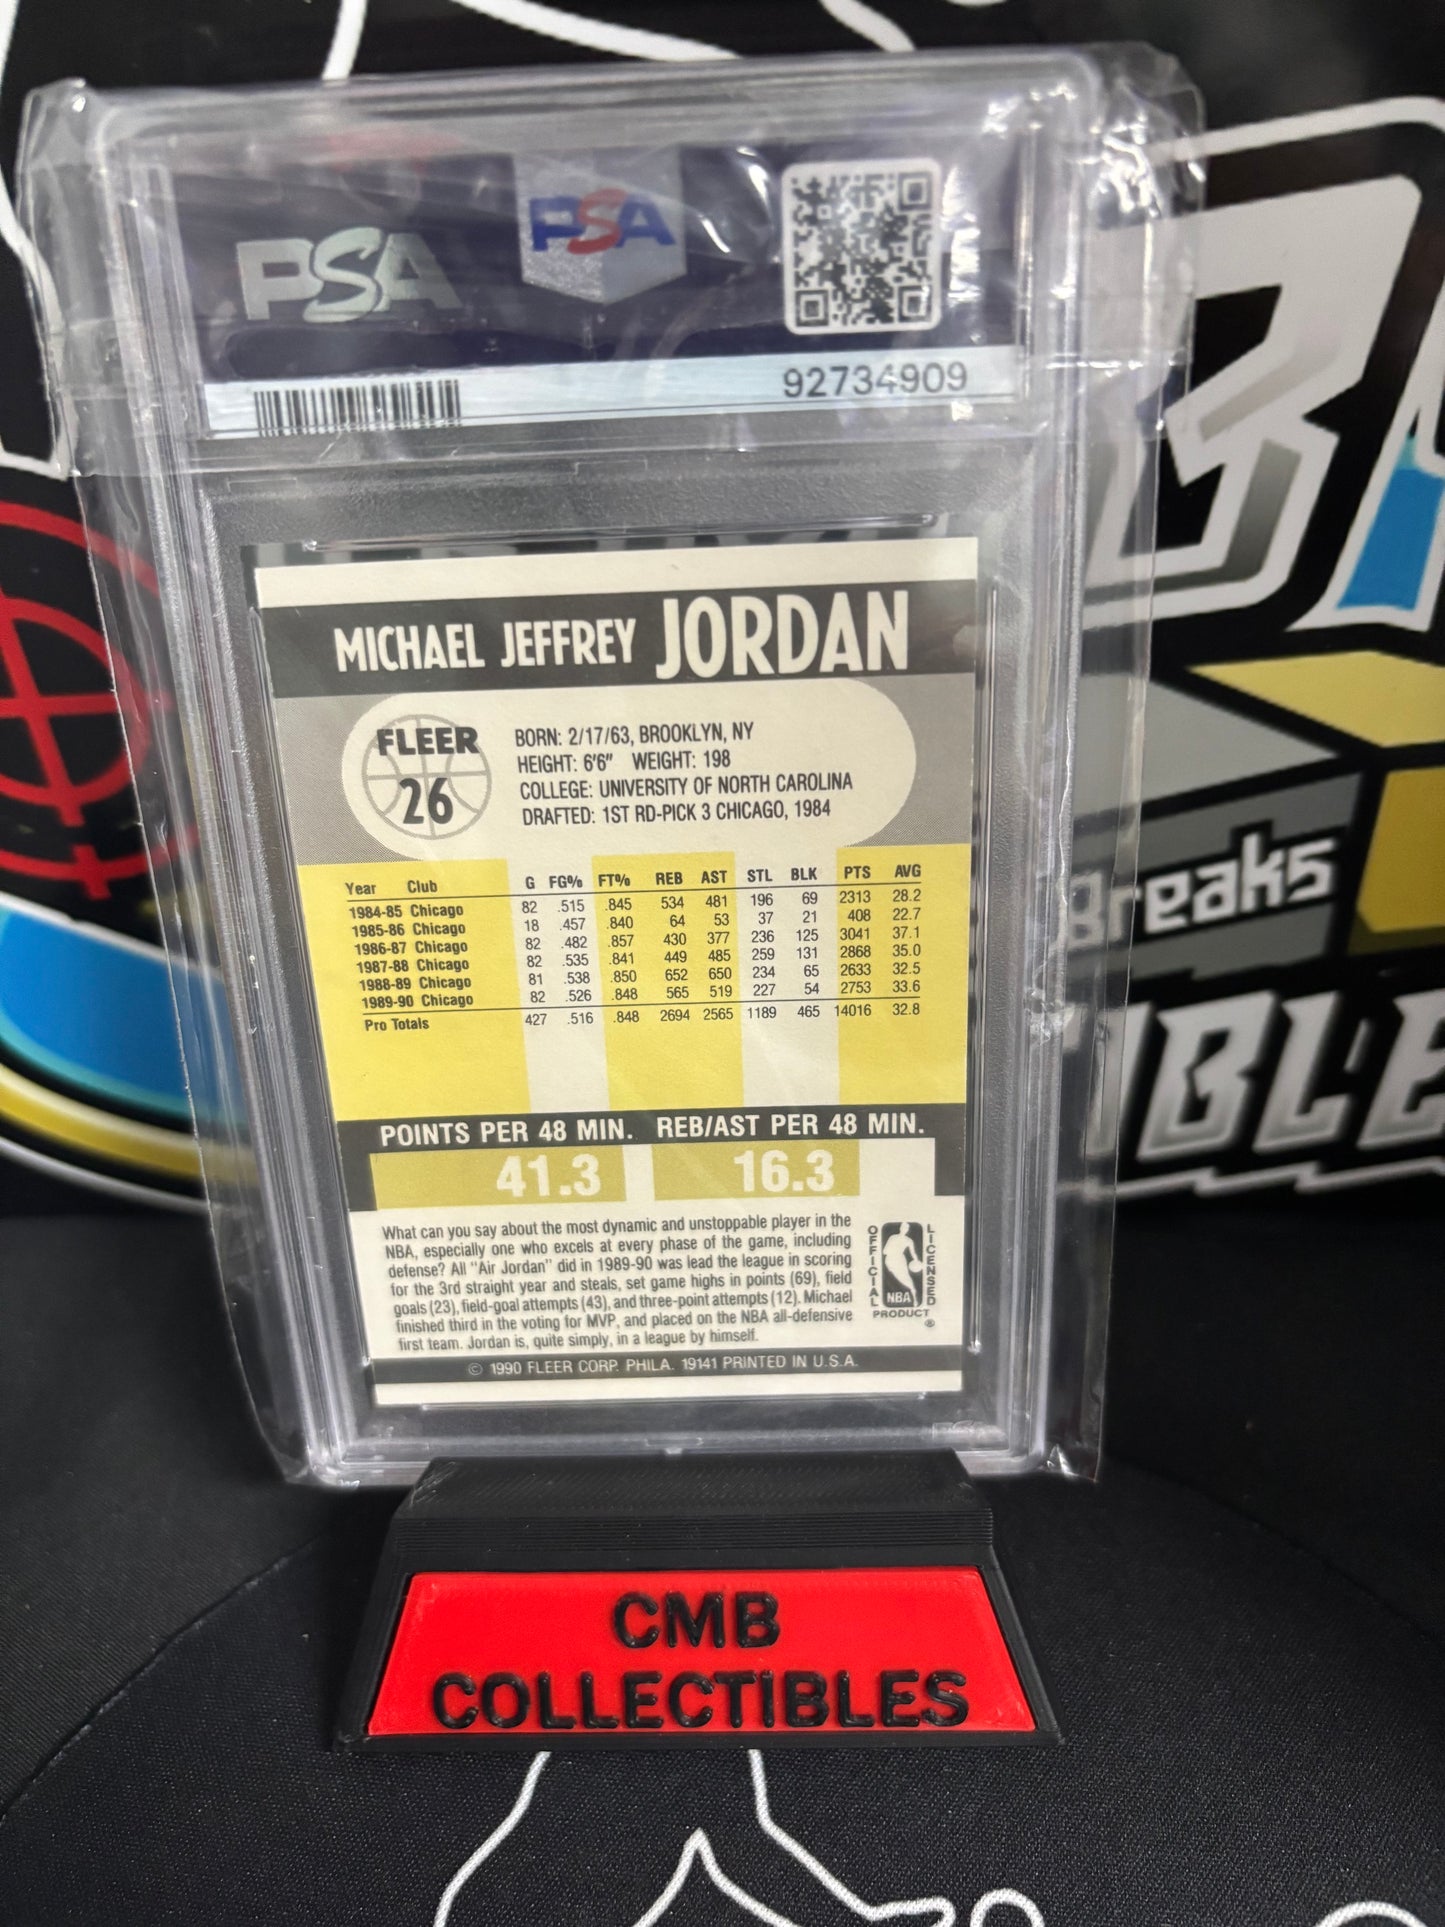 PSA
PSA
92734909
MICHAEL JEFFREY JORDAN
FLEER
26
BORN: 2/17/63, BROOKLYN, NY
HEIGHT: 6'6" WEIGHT: 198
COLLEGE: UNIVERSITY OF NORTH CAROLINA
DRAFTED: 1ST RD-PICK 3 CHICAGO, 1984
Year Club G FG% FT% REB AST STL BLK PTS AVG
1984-85 Chicago 82 .515 .845 534 481 196 69 2313 28.2
1985-86 Chicago 18 .457 .840 64 53 37 21 408 22.7
1986-87 Chicago 82 .482 .857 430 377 236 125 3041 37.1
1987-88 Chicago 82 .535 .841 449 485 259 131 2868 35.0
1988-89 Chicago 81 .538 .850 652 650 234 65 2633 32.5
1989-90 Chicago 82 .526 .848 565 519 227 54 2753 33.6
Pro Totals 427 .516 .848 2694 2565 1189 465 14016 32.8
POINTS PER 48 MIN. REB/AST PER 48 MIN.
41.3 16.3
What can you say about the most dynamic and unstoppable player in the
NBA, especially one who excels at every phase of the game, including
defense? All "Air Jordan" did in 1989-90 was lead the league in scoring
for the 3rd straight year and steals, set game highs in points (69), field
goals (23), field-goal attempts (43), and three-point attempts (12). Michael
finished third in the voting for MVP, and placed on the NBA all-defensive
first team. Jordan is, quite simply, in a league by himself.
OFFICIAL LICENSED
NBA
PRODUCT
®
© 1990 FLEER CORP. PHILA. 19141 PRINTED IN U.S.A.
Breaks
CMB
COLLECTIBLES